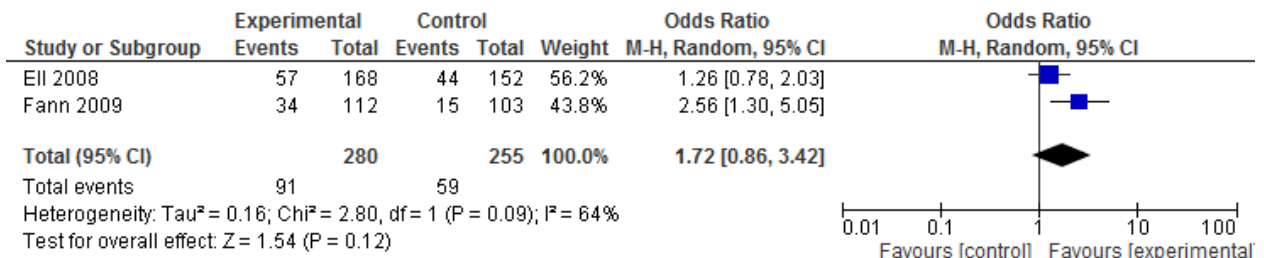 Experimental Control Odds Ratio Odds Ratio
Study or Subgroup Events Total Events Total Weight M-H, Random, 95% CI M-H, Random, 95% CI
Ell 2008 57 168 44 152 56.2% 1.26 [0.78, 2.03]
Fann 2009 34 112 15 103 43.8% 2.56 [1.30, 5.05]
Total (95% CI) 280 255 100.0% 1.72 [0.86, 3.42]
Total events 91 59
Heterogeneity: Tau² = 0.16; Chi² = 2.80, df = 1 (P = 0.09); I² = 64%
Test for overall effect: Z = 1.54 (P = 0.12)
0.01 0.1 1 10 100
Favours [control] Favours [experimental]